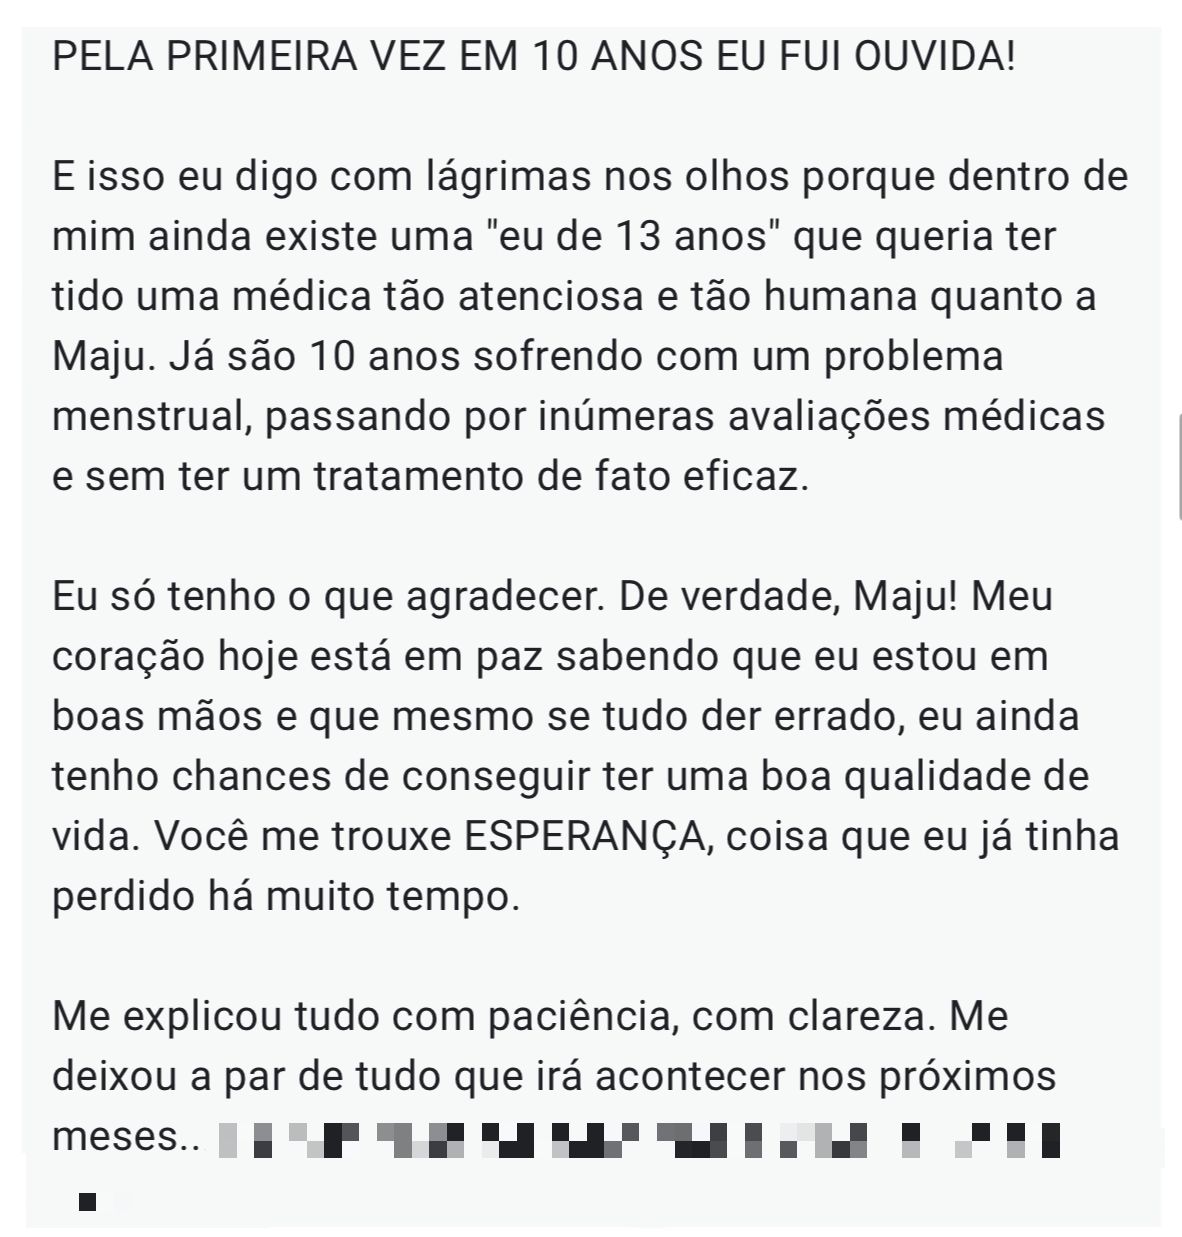 PELA PRIMEIRA VEZ EM 10 ANOS EU FUI OUVIDA!
E isso eu digo com lágrimas nos olhos porque dentro de
mim ainda existe uma "eu de 13 anos" que queria ter
tido uma médica tão atenciosa e tão humana quanto a
Maju. Já são 10 anos sofrendo com um problema
menstrual, passando por inúmeras avaliações médicas
e sem ter um tratamento de fato eficaz.
Eu só tenho o que agradecer. De verdade, Maju! Meu
coração hoje está em paz sabendo que eu estou em
boas mãos e que mesmo se tudo der errado, eu ainda
tenho chances de conseguir ter uma boa qualidade de
vida. Você me trouxe ESPERANÇA, coisa que eu já tinha
perdido há muito tempo.
Me explicou tudo com paciência, com clareza. Me
deixou a par de tudo que irá acontecer nos próximos
meses..